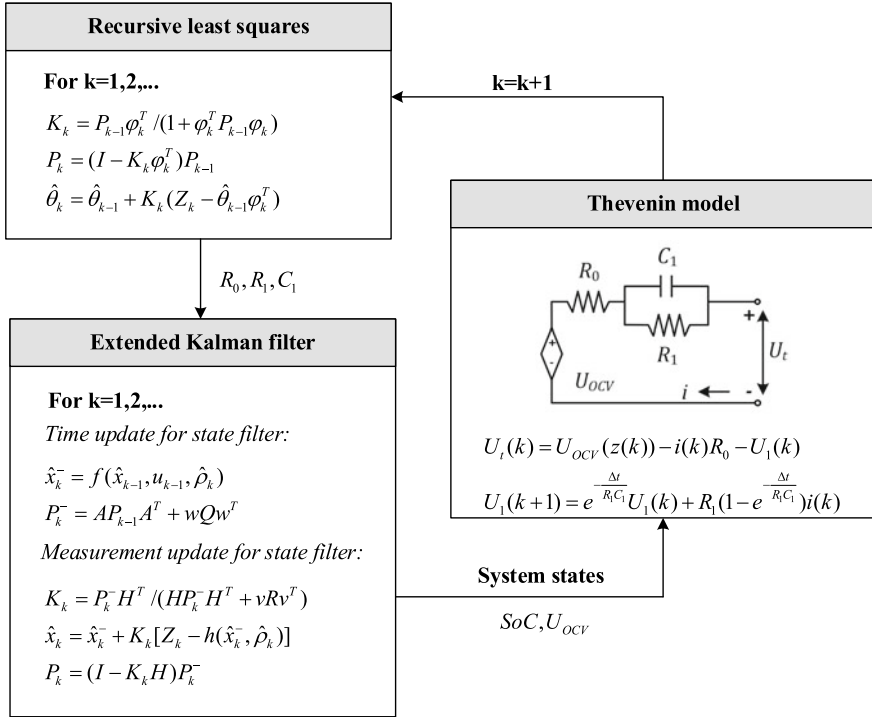 Recursive least squares
For k=1,2,...
K_k = P_{k-1}φ_k^T /(1+φ_k^T P_{k-1}φ_k)
P_k = (I − K_kφ_k^T)P_{k-1}
θ̂_k = θ̂_{k-1} + K_k(Z_k − θ̂_{k-1}φ_k^T)
R_0, R_1, C_1
Extended Kalman filter
For k=1,2,...
Time update for state filter:
x̂_k^- = f(x̂_{k-1}, u_{k-1}, ρ̂_k)
P_k^- = AP_{k-1}A^T + wQw^T
Measurement update for state filter:
K_k = P_k^- H^T /(HP_k^- H^T + vRv^T)
x̂_k = x̂_k^- + K_k[Z_k − h(x̂_k^-, ρ̂_k)]
P_k = (I − K_kH)P_k^-
k=k+1
Thevenin model
C_1
R_0
R_1
+
-
U_OCV
i
+
-
U_t
U_t(k) = U_OCV(z(k)) − i(k)R_0 − U_1(k)
U_1(k+1) = e^{-Δt/(R_1C_1)}U_1(k) + R_1(1 − e^{-Δt/(R_1C_1)})i(k)
System states
SoC, U_OCV